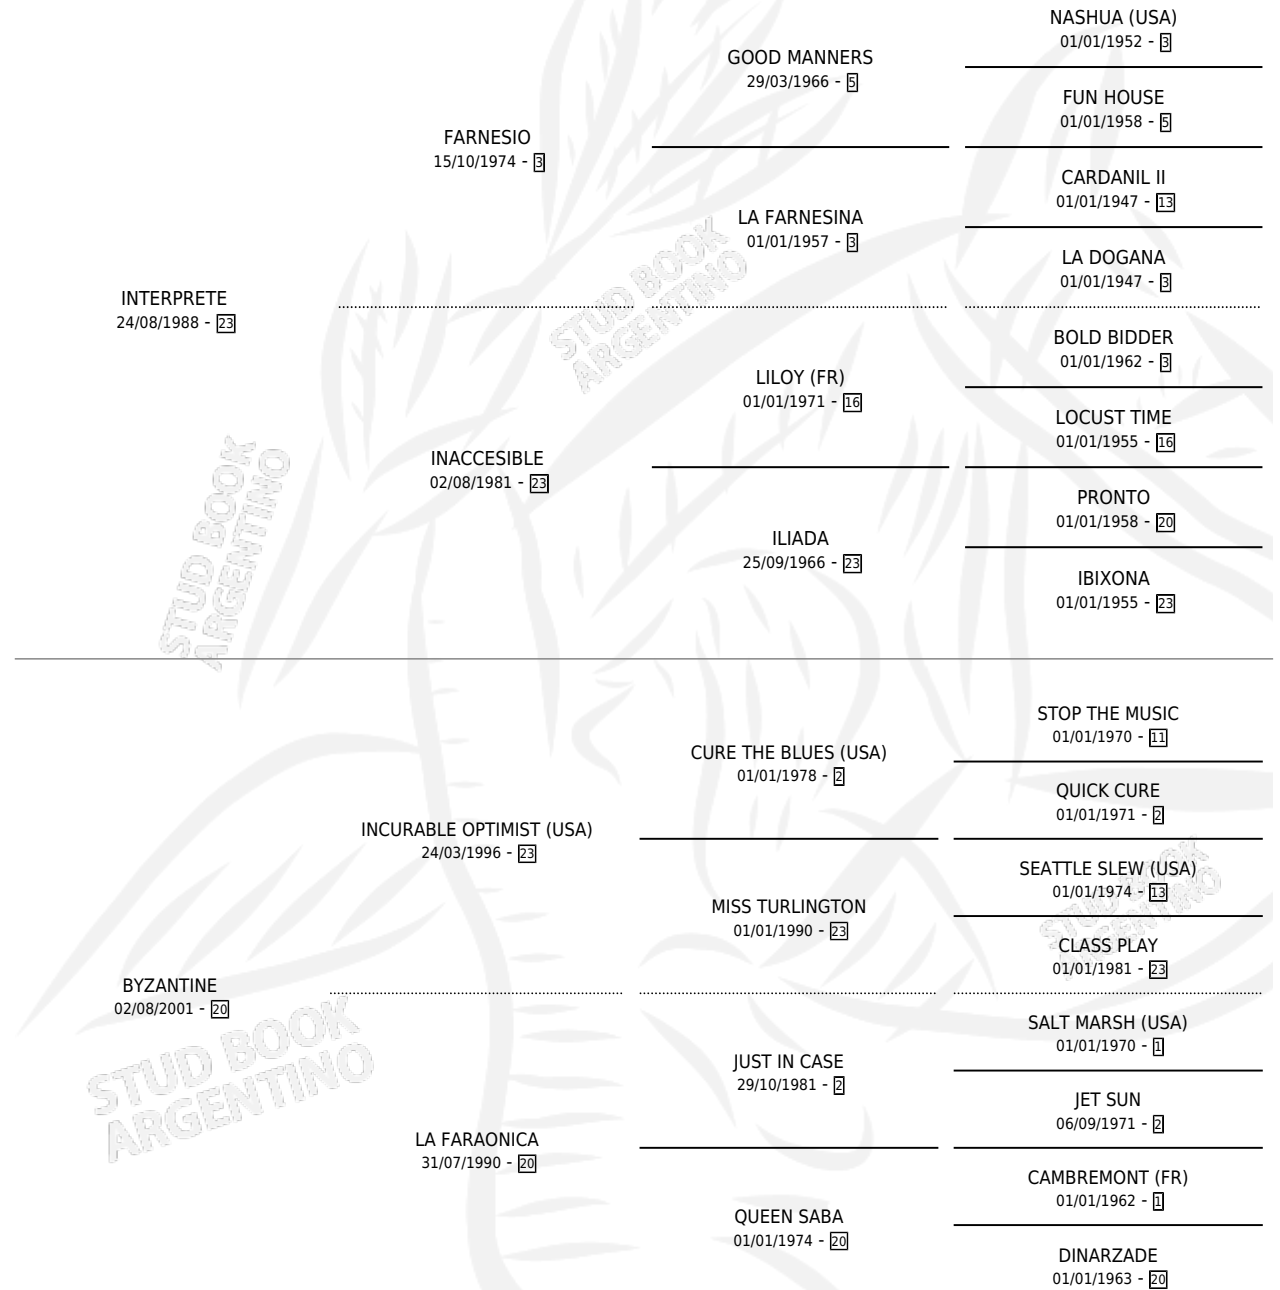 NASHUA (USA)
01/01/1952 - 3
GOOD MANNERS
29/03/1966 - 5
FUN HOUSE
01/01/1958 - 5
FARNESIO
15/10/1974 - 3
CARDANIL II
01/01/1947 - 13
LA FARNESINA
01/01/1957 - 3
LA DOGANA
01/01/1947 - 3
INTERPRETE
24/08/1988 - 23
BOLD BIDDER
01/01/1962 - 3
LILOY (FR)
01/01/1971 - 16
LOCUST TIME
01/01/1955 - 16
INACCESIBLE
02/08/1981 - 23
PRONTO
01/01/1958 - 20
ILIADA
25/09/1966 - 23
IBIXONA
01/01/1955 - 23
STUD BOOK
ARGENTINO
STUD BOOK
ARGENTINO
STOP THE MUSIC
01/01/1970 - 11
CURE THE BLUES (USA)
01/01/1978 - 2
QUICK CURE
01/01/1971 - 2
INCURABLE OPTIMIST (USA)
24/03/1996 - 23
SEATTLE SLEW (USA)
01/01/1974 - 13
MISS TURLINGTON
01/01/1990 - 23
CLASS PLAY
01/01/1981 - 23
STUD BOOK
ARGENTINO
BYZANTINE
02/08/2001 - 20
SALT MARSH (USA)
01/01/1970 - 1
JUST IN CASE
29/10/1981 - 2
JET SUN
06/09/1971 - 2
STUD BOOK
ARGENTINO
LA FARAONICA
31/07/1990 - 20
CAMBREMONT (FR)
01/01/1962 - 1
QUEEN SABA
01/01/1974 - 20
DINARZADE
01/01/1963 - 20